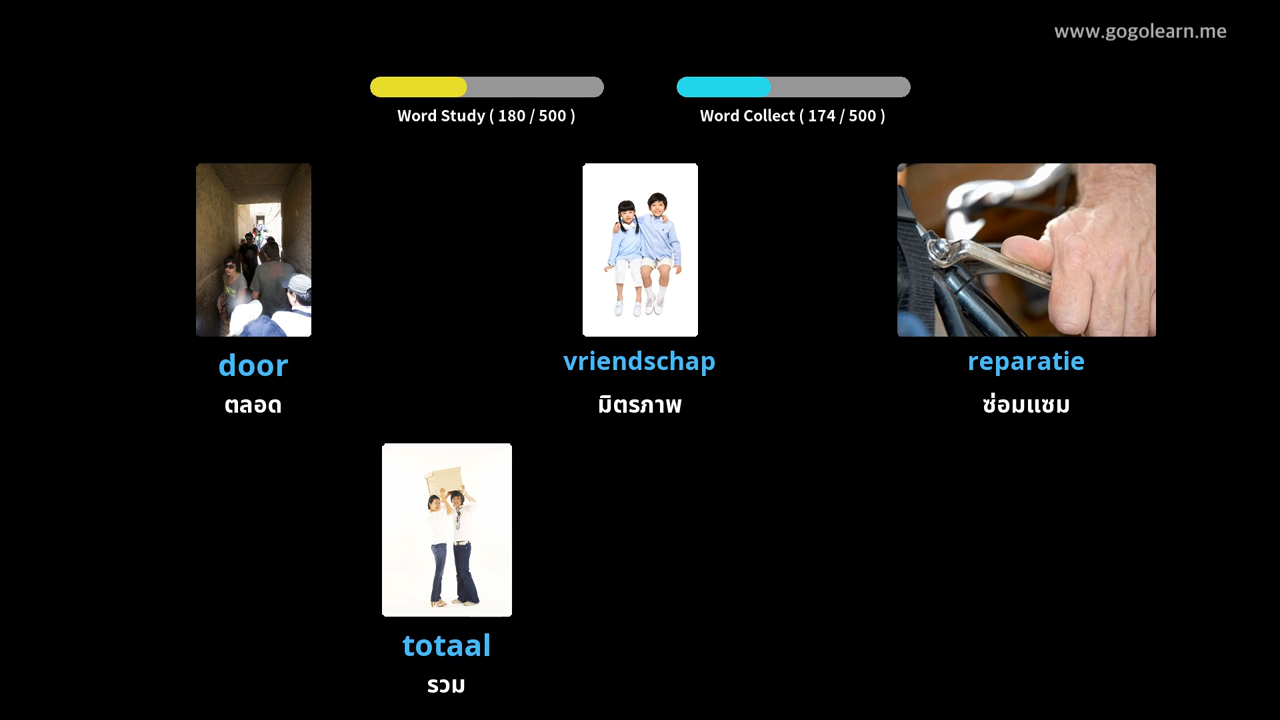 www.gogolearn.me
Word Study ( 180 / 500 )
Word Collect ( 174 / 500 )
door
ตลอด
vriendschap
มิตรภาพ
reparatie
ซ่อมแซม
totaal
รวม